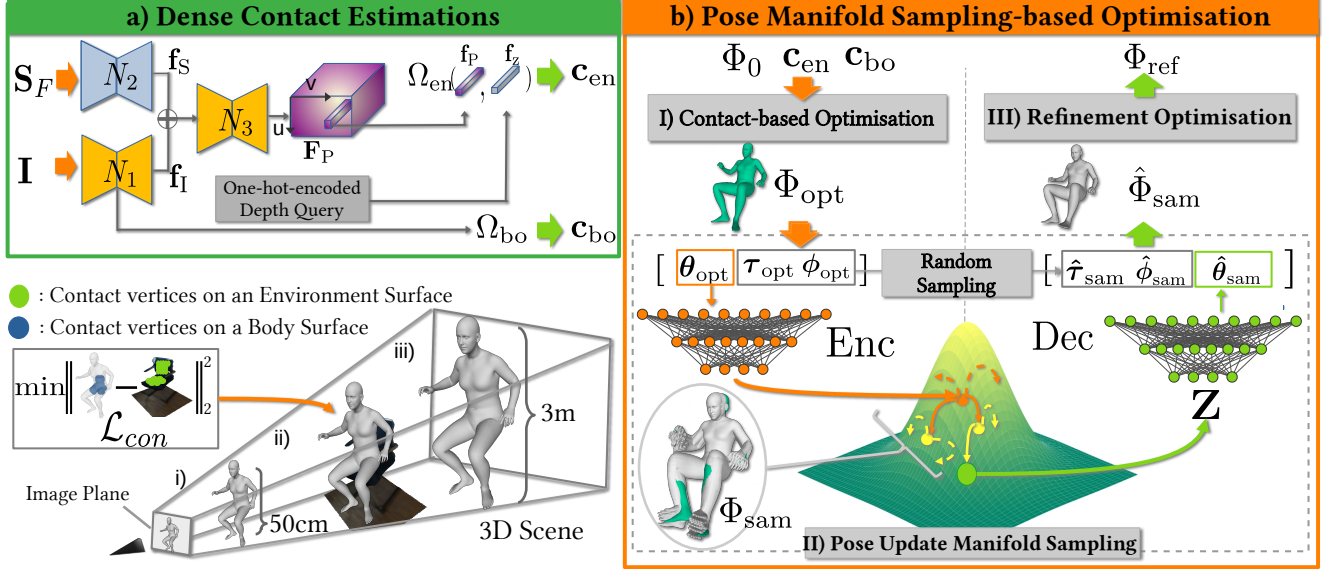 a) Dense Contact Estimations
S_F
N_2
f_S
I
N_1
f_I
N_3
v
u
F_P
Ω_en(
f_P
,
f_z
)
c_en
One-hot-encoded
Depth Query
Ω_bo
c_bo
: Contact vertices on an Environment Surface
: Contact vertices on a Body Surface
min‖ − ‖²₂
L_con
i)
ii)
iii)
Image Plane
50cm
3m
3D Scene
b) Pose Manifold Sampling-based Optimisation
Φ_0 c_en c_bo
I) Contact-based Optimisation
Φ_opt
Φ_ref
III) Refinement Optimisation
Φ̂_sam
[ θ_opt τ_opt ϕ_opt ]
Random
Sampling
[ τ̂_sam ϕ̂_sam θ̂_sam ]
Enc
Dec
Z
Φ_sam
II) Pose Update Manifold Sampling